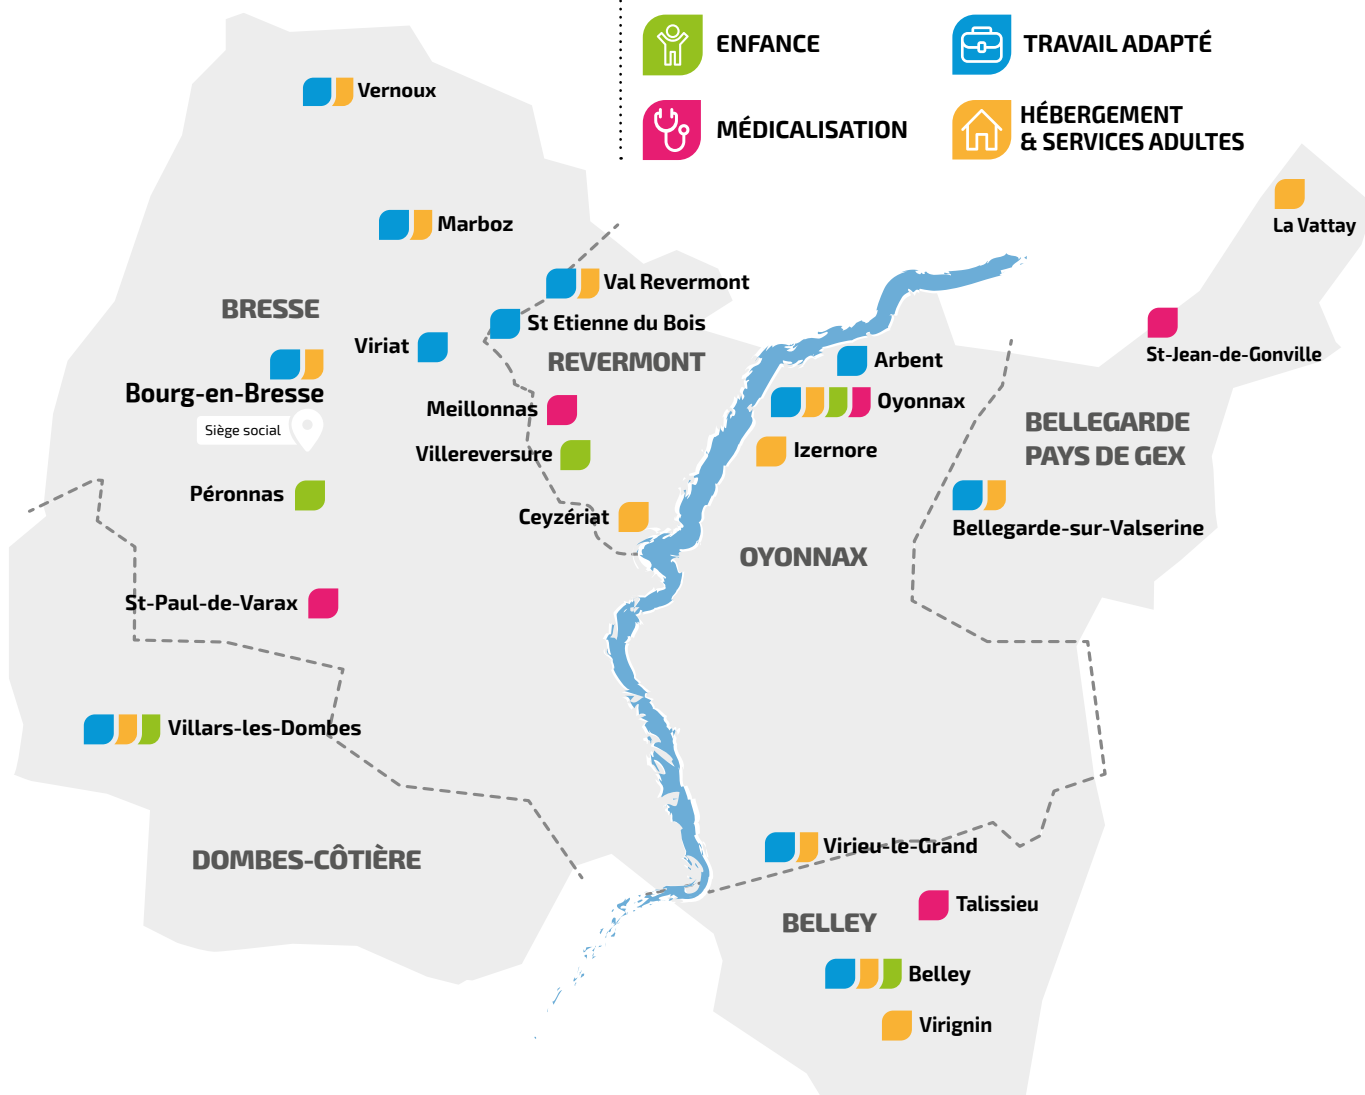 ENFANCE
TRAVAIL ADAPTÉ
MÉDICALISATION
HÉBERGEMENT
& SERVICES ADULTES
Vernoux
La Vattay
Marboz
Val Revermont
BRESSE
St Etienne du Bois
Viriat
REVERMONT
St-Jean-de-Gonville
Arbent
Bourg-en-Bresse
Siège social
Oyonnax
Meillonnas
BELLEGARDE
PAYS DE GEX
Izernore
Villereversure
Péronnas
Ceyzériat
Bellegarde-sur-Valserine
OYONNAX
St-Paul-de-Varax
Villars-les-Dombes
Virieu-le-Grand
DOMBES-CÔTIÈRE
Talissieu
BELLEY
Belley
Virignin